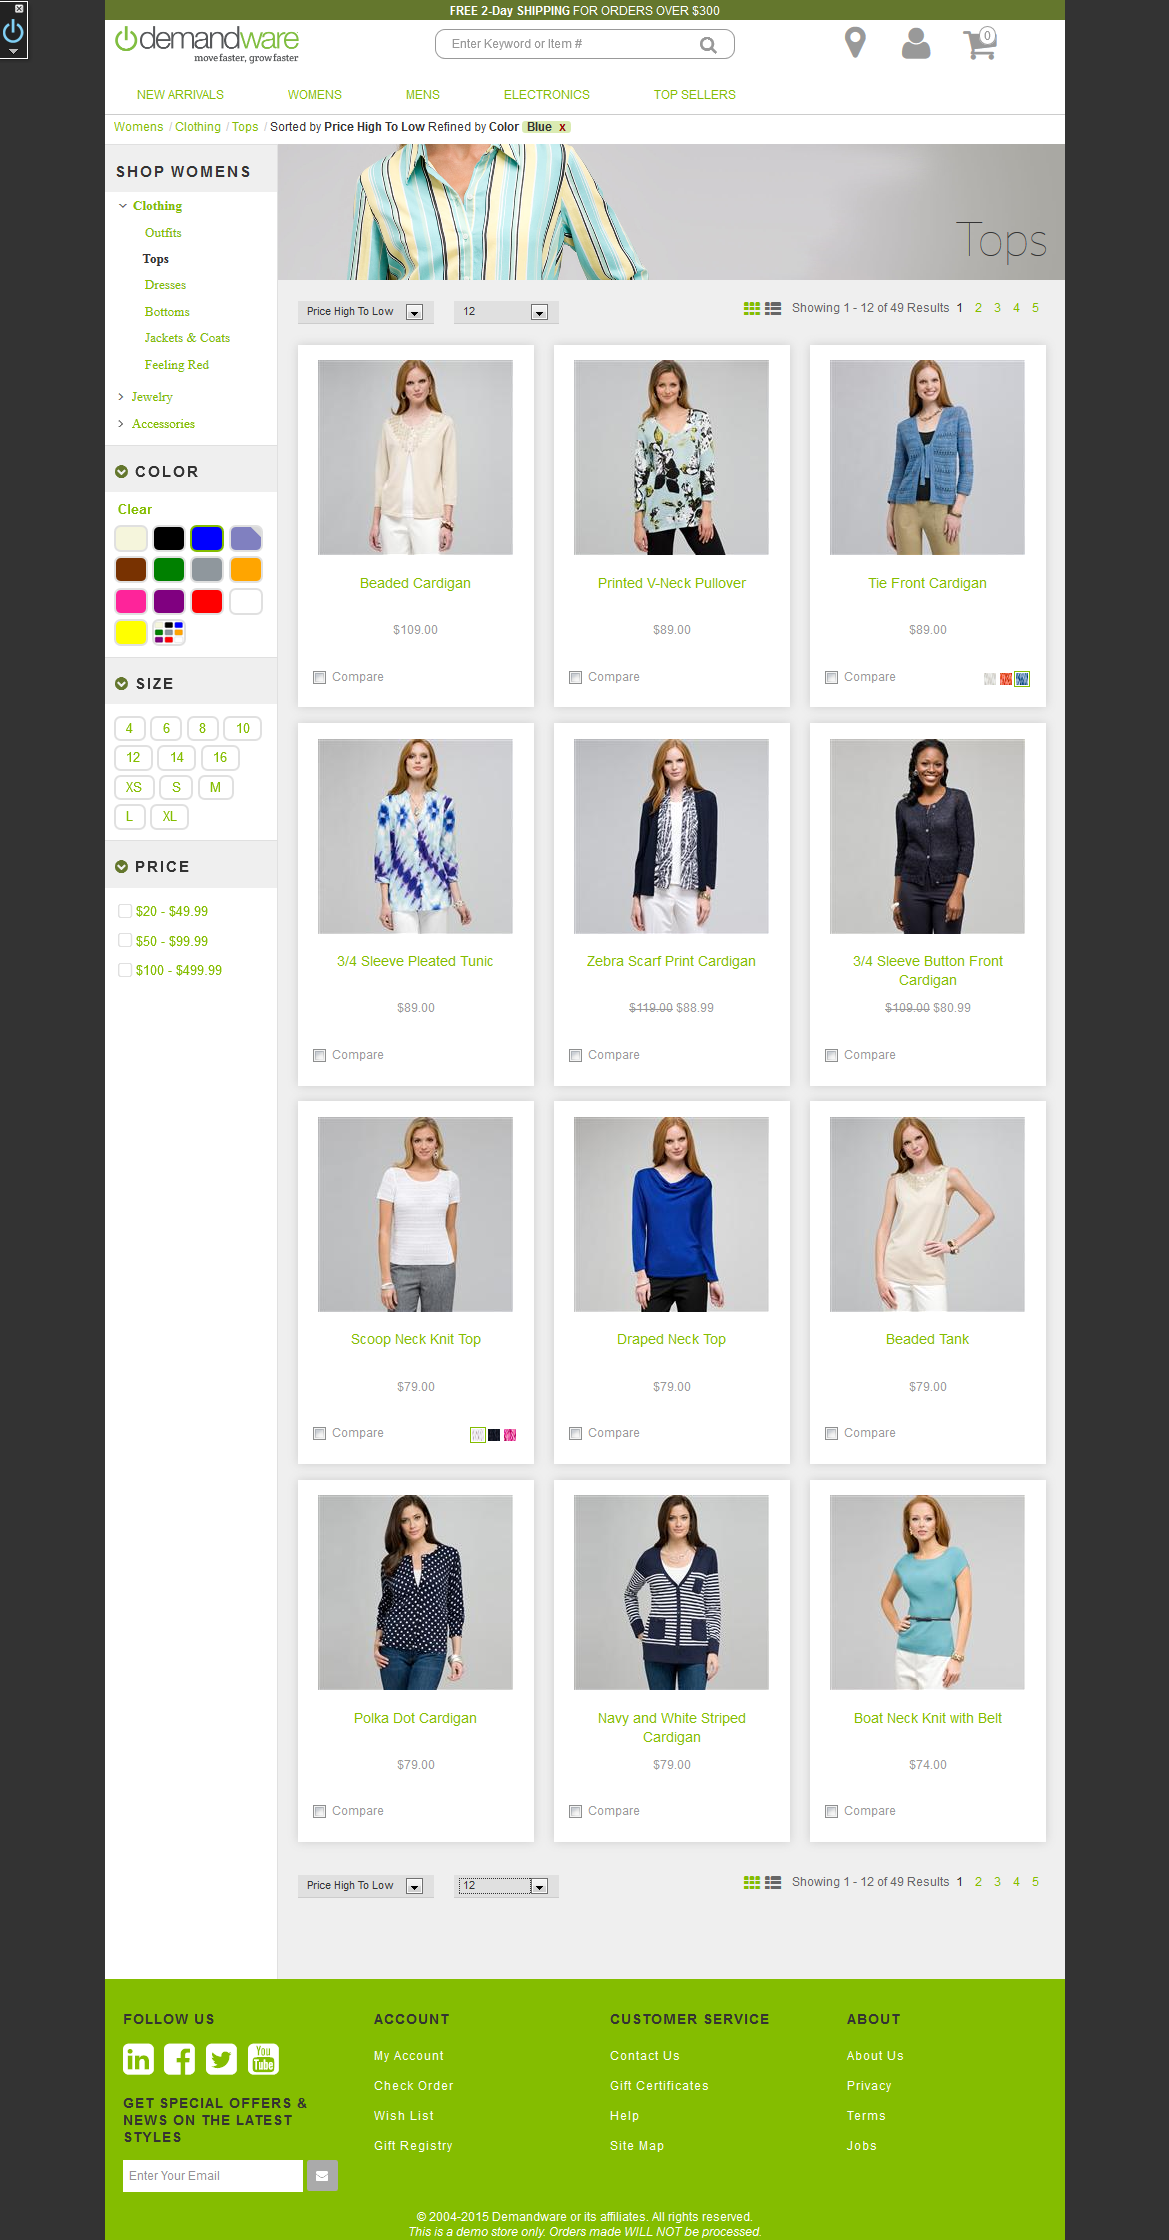 FREE 2-Day SHIPPING FOR ORDERS OVER $300
demandware
move faster, grow faster
Enter Keyword or Item #
0
NEW ARRIVALS WOMENS MENS ELECTRONICS TOP SELLERS
Womens / Clothing / Tops / Sorted by Price High To Low Refined by Color Blue x
SHOP WOMENS
Clothing
Outfits
Tops
Dresses
Bottoms
Jackets & Coats
Feeling Red
Jewelry
Accessories
COLOR
Clear
SIZE
4 6 8 10
12 14 16
XS S M
L XL
PRICE
$20 - $49.99
$50 - $99.99
$100 - $499.99
Tops
Price High To Low 12 Showing 1 - 12 of 49 Results 1 2 3 4 5
Beaded Cardigan Printed V-Neck Pullover Tie Front Cardigan
$109.00 $89.00 $89.00
Compare Compare Compare
3/4 Sleeve Pleated Tunic Zebra Scarf Print Cardigan 3/4 Sleeve Button Front
Cardigan
$89.00 $119.00 $88.99 $109.00 $80.99
Compare Compare Compare
Scoop Neck Knit Top Draped Neck Top Beaded Tank
$79.00 $79.00 $79.00
Compare Compare Compare
Polka Dot Cardigan Navy and White Striped Boat Neck Knit with Belt
Cardigan
$79.00 $79.00 $74.00
Compare Compare Compare
Price High To Low 12 Showing 1 - 12 of 49 Results 1 2 3 4 5
FOLLOW US
in f You Tube
GET SPECIAL OFFERS &
NEWS ON THE LATEST
STYLES
Enter Your Email
ACCOUNT
My Account
Check Order
Wish List
Gift Registry
CUSTOMER SERVICE
Contact Us
Gift Certificates
Help
Site Map
ABOUT
About Us
Privacy
Terms
Jobs
© 2004-2015 Demandware or its affiliates. All rights reserved.
This is a demo store only. Orders made WILL NOT be processed.